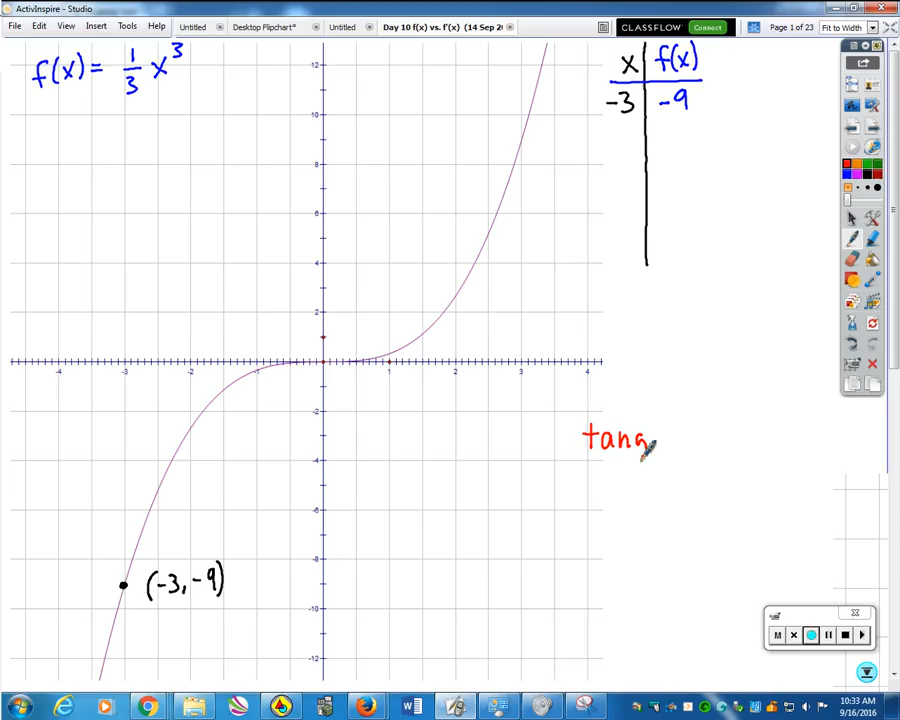 ActivInspire - Studio
File Edit View Insert Tools Untitled Desktop Flipchart* Untitled Day 10 f(x) vs. f'(x) (14 Sep 20 CLASSFLOW Connect Page 1 of 23 Fit to Width
f(x) = 1/3 x³
x f(x)
-3 -9
12
10
8
6
4
2
-4 -3 -2 -1 1 2 3 4
-2
-4
-6
-8
-10
-12
tang
(-3, -9)
M
10:33 AM
9/16/2016